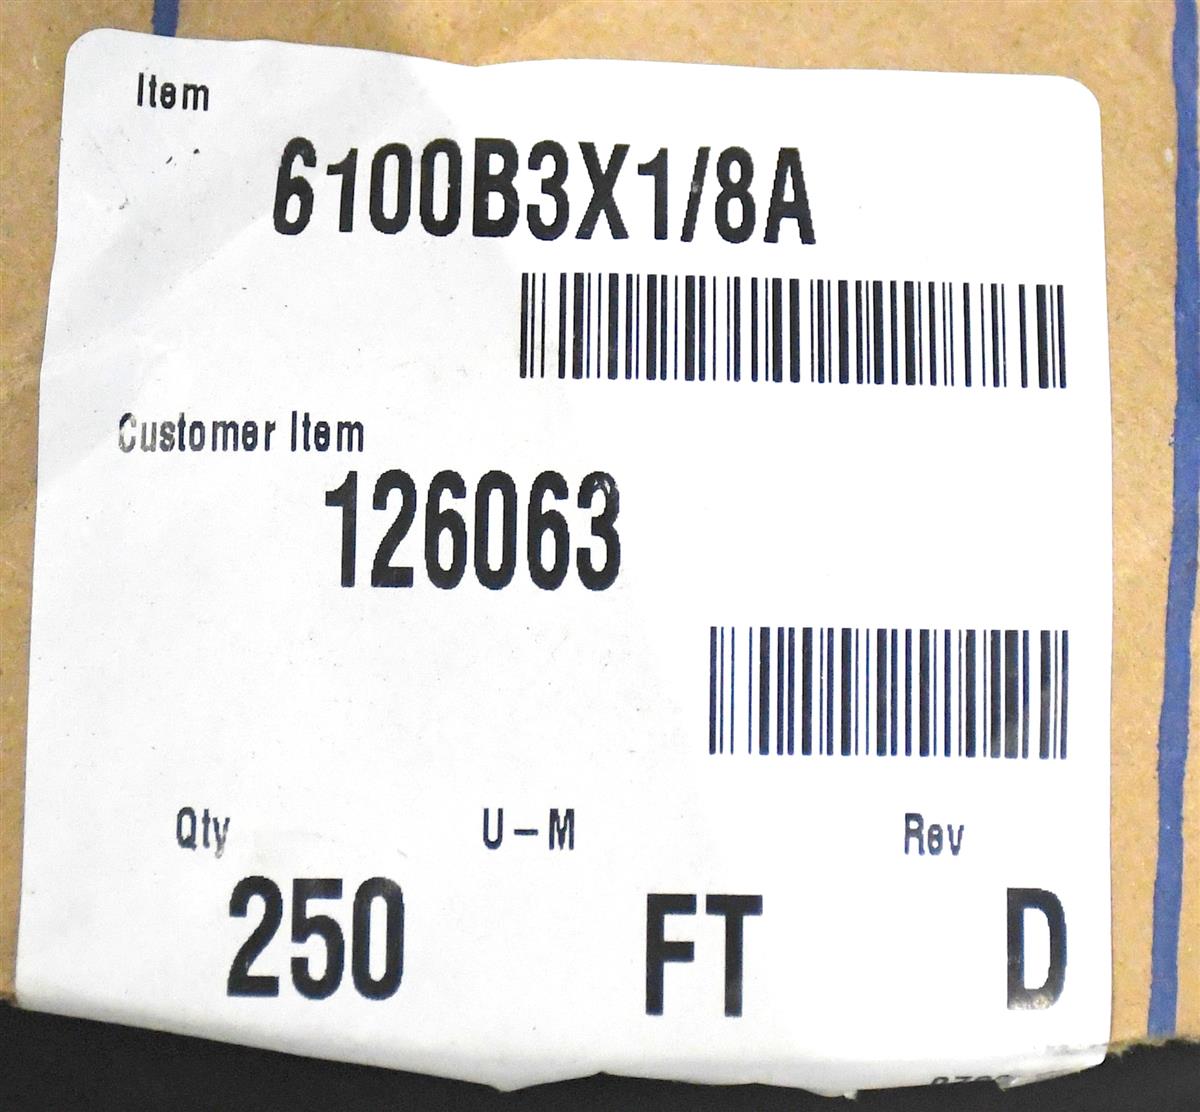 Item
6100B3X1/8A
Customer Item
126063
Qty U-M Rev
250 FT D